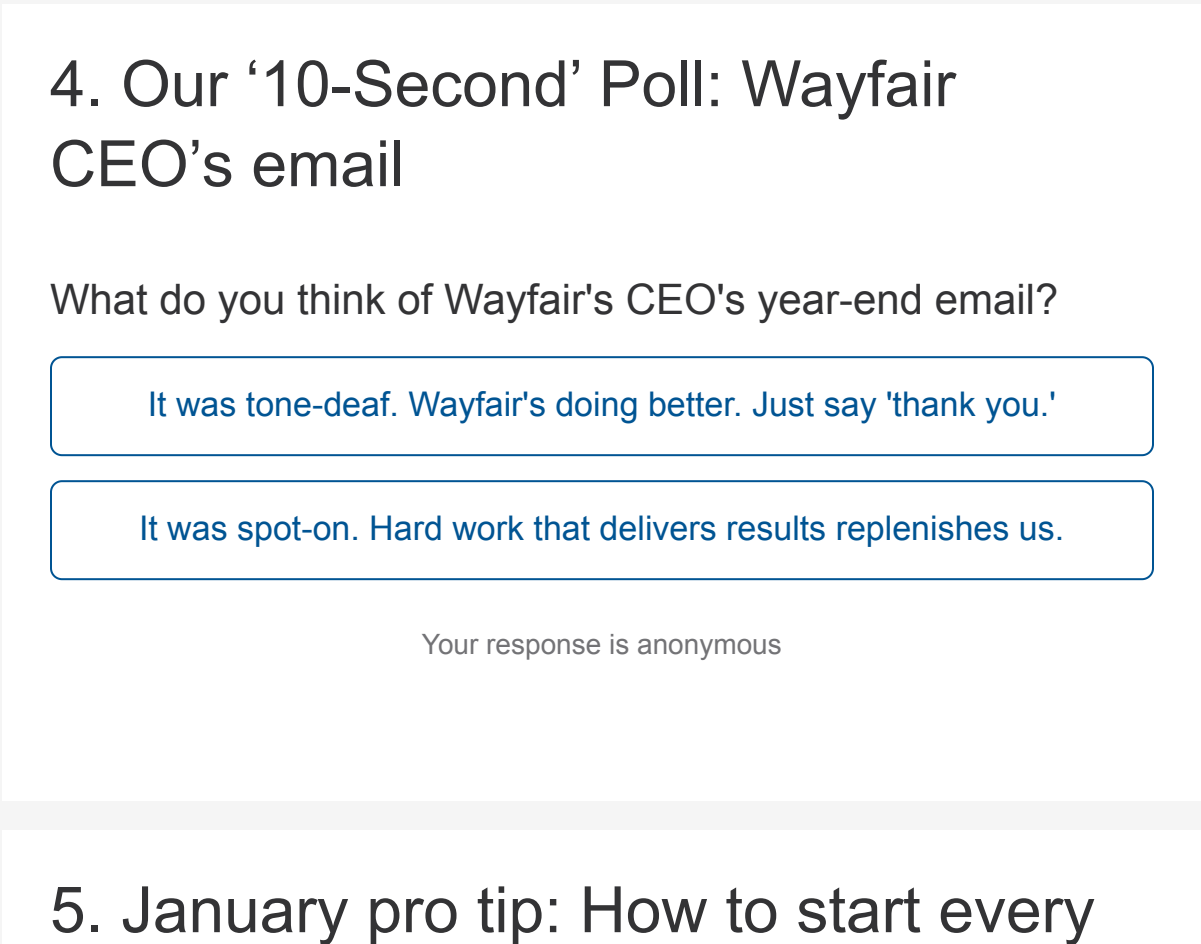 4. Our ‘10-Second’ Poll: Wayfair
CEO’s email
What do you think of Wayfair's CEO's year-end email?
It was tone-deaf. Wayfair's doing better. Just say 'thank you.'
It was spot-on. Hard work that delivers results replenishes us.
Your response is anonymous
5. January pro tip: How to start every